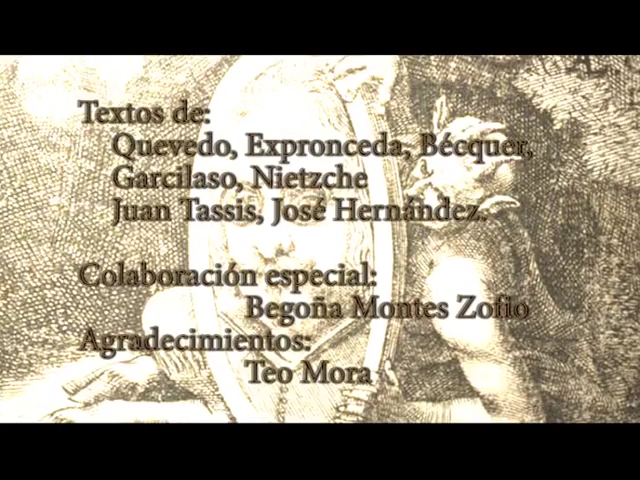 Textos de:
Quevedo, Expronceda, Bécquer,
Garcilaso, Nietzche
Juan Tassis, José Hernández.
Colaboración especial:
Begoña Montes Zofio
Agradecimientos:
Teo Mora